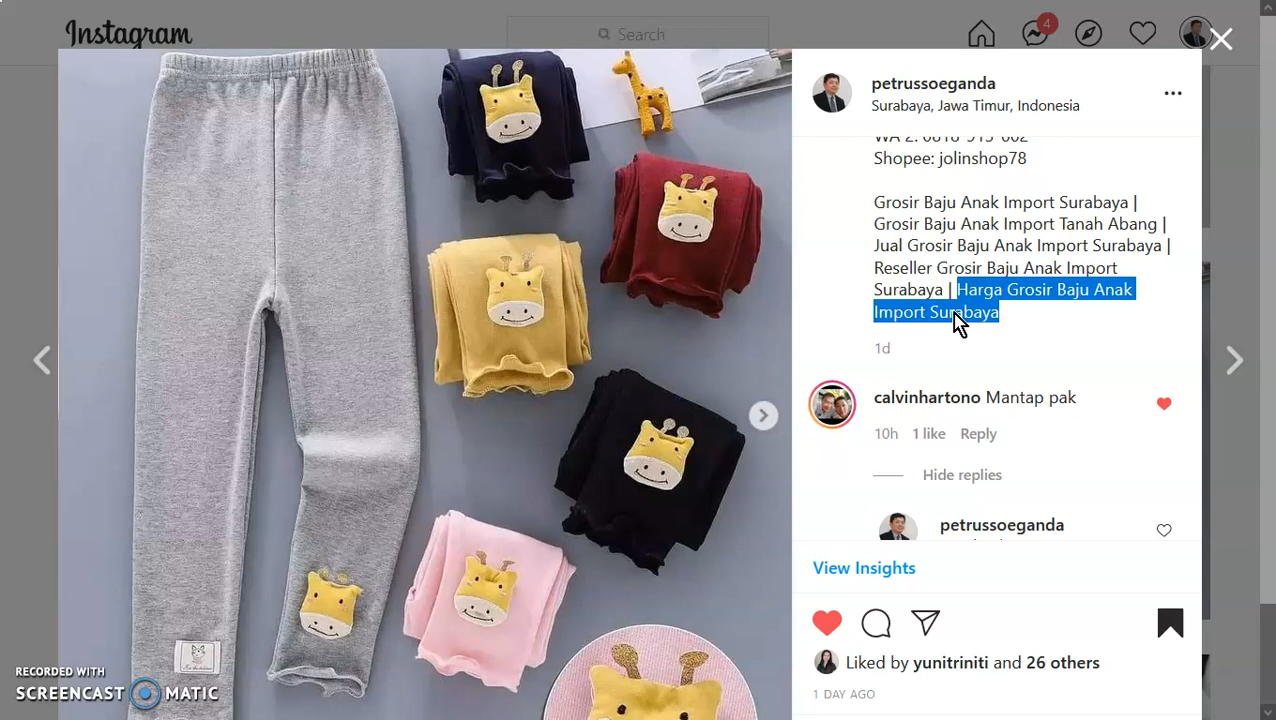 Instagram
Search
4
petrussoeganda
Surabaya, Jawa Timur, Indonesia
WA 2: 0818-915-662
Shopee: jolinshop78
Grosir Baju Anak Import Surabaya |
Grosir Baju Anak Import Tanah Abang |
Jual Grosir Baju Anak Import Surabaya |
Reseller Grosir Baju Anak Import
Surabaya | Harga Grosir Baju Anak
Import Surabaya
1d
calvinhartono Mantap pak
10h 1 like Reply
Hide replies
petrussoeganda
View Insights
Liked by yunitriniti and 26 others
1 DAY AGO
RECORDED WITH
SCREENCAST MATIC